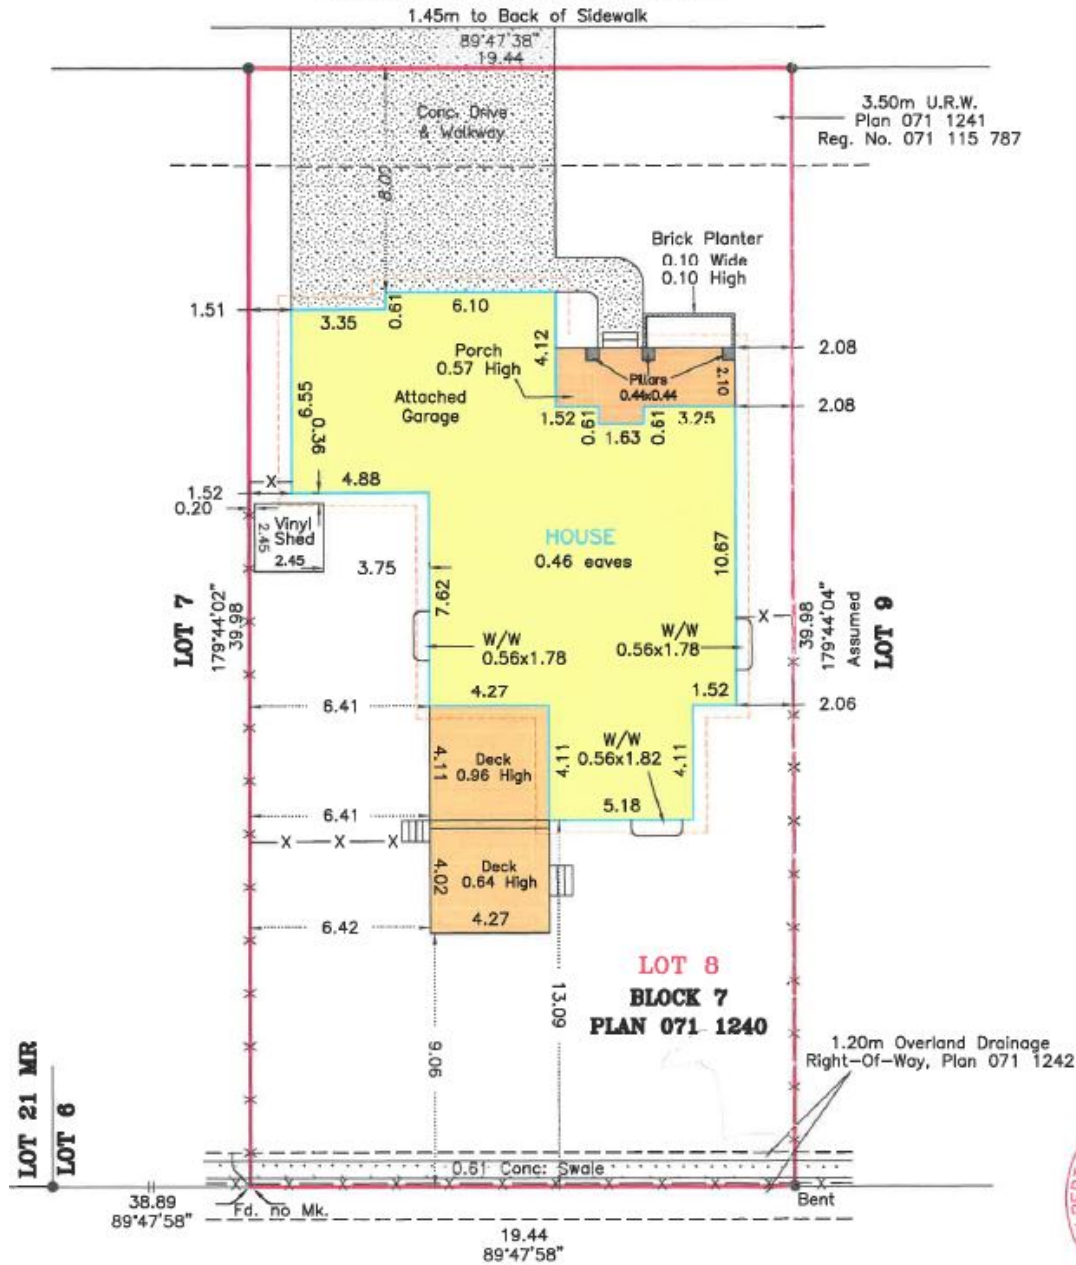 1.45m to Back of Sidewalk
89°47'38"
19.44
Conc. Drive
& Walkway
3.50m U.R.W.
Plan 071 1241
Reg. No. 071 115 787
8.00
Brick Planter
0.10 Wide
0.10 High
1.51
3.35
0.61
6.10
4.12
Porch
0.57 High
2.08
Pillars
0.44x0.44
2.10
Attached
Garage
6.55
0.36
1.52
0.61
1.63
0.61
3.25
2.08
X
4.88
1.52
0.20
Vinyl
Shed
2.45
2.45
3.75
HOUSE
0.46 eaves
10.67
7.62
LOT 7
179°44'02"
39.98
X
39.98
179°44'04"
Assumed
LOT 9
W/W
0.56x1.78
W/W
0.56x1.78
6.41
4.27
1.52
2.06
4.11
Deck
0.96 High
4.11
W/W
0.56x1.82
4.11
5.18
6.41
X X X
4.02
Deck
0.64 High
4.27
6.42
LOT 8
BLOCK 7
PLAN 071 1240
13.09
9.06
1.20m Overland Drainage
Right-Of-Way, Plan 071 1242
LOT 21 MR
LOT 6
0.61 Conc. Swale
38.89
89°47'58"
Fd. no Mk.
Bent
19.44
89°47'58"